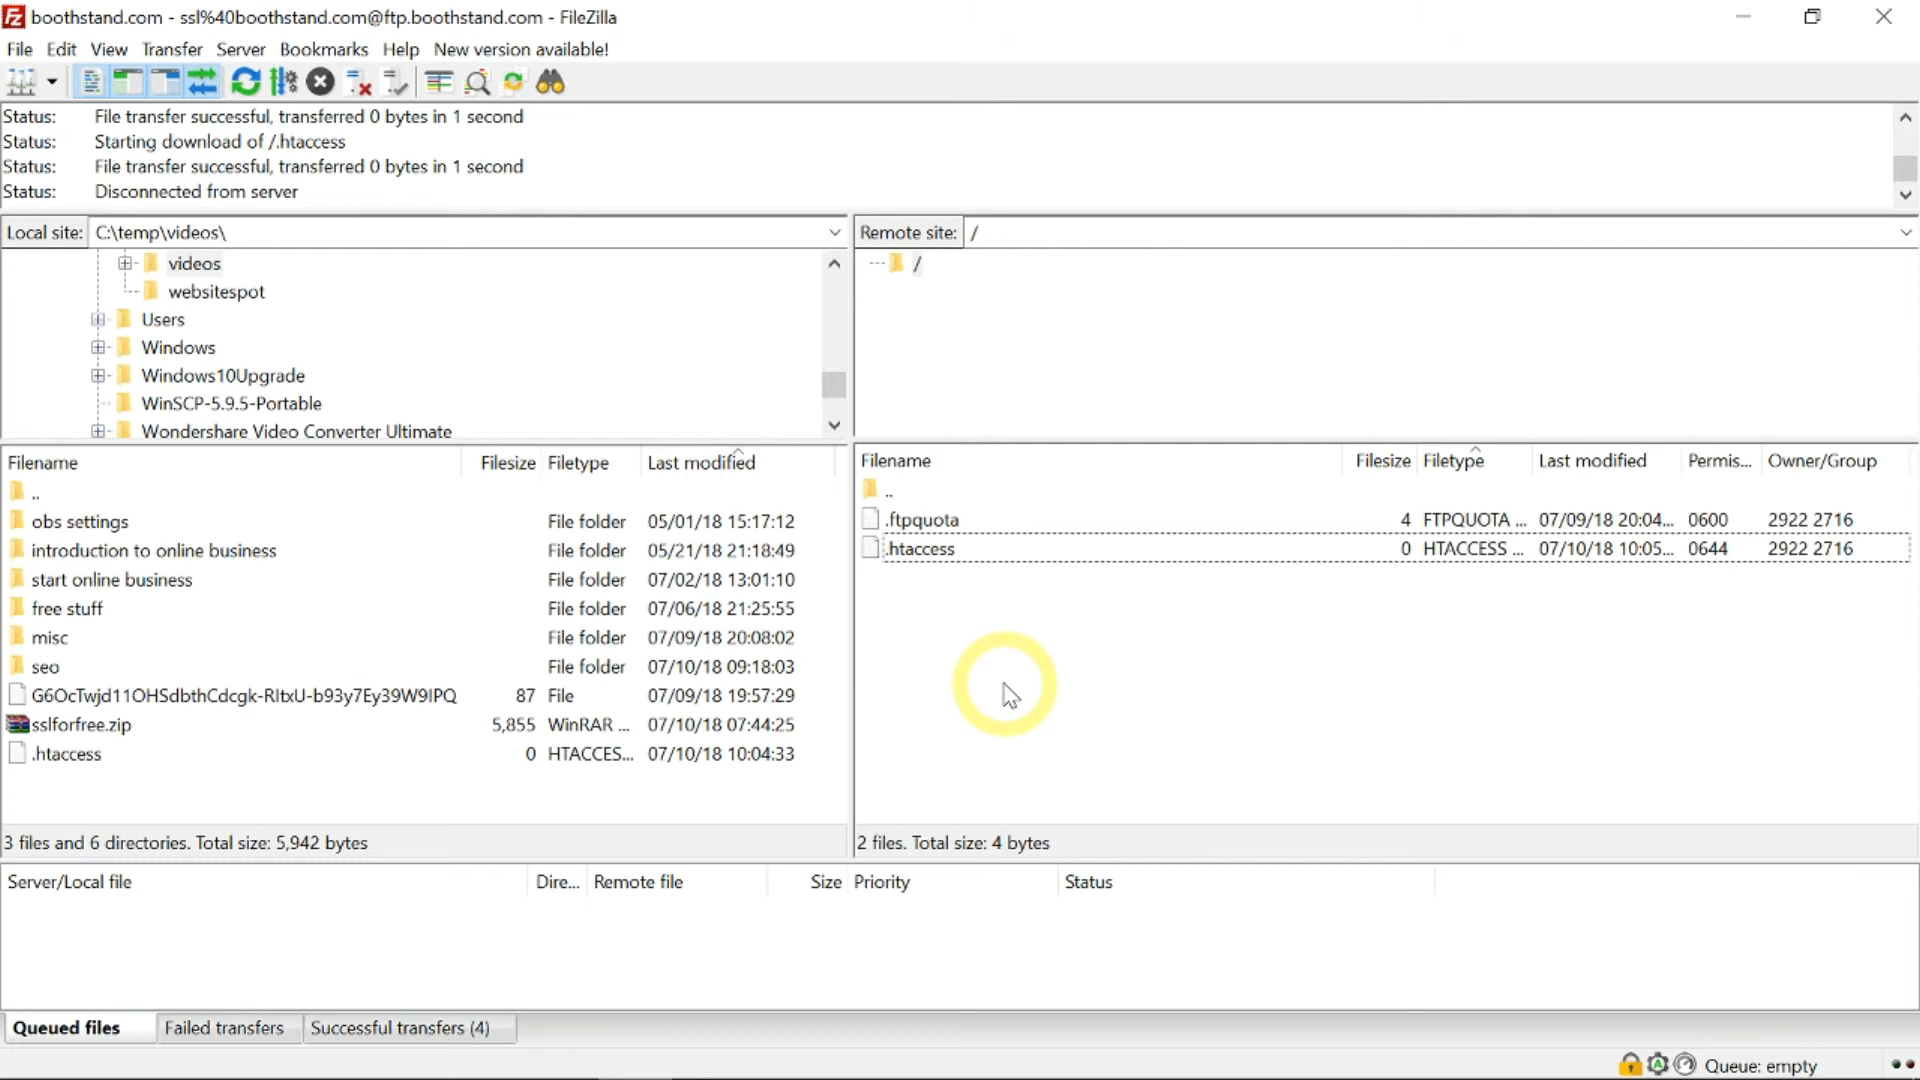 boothstand.com - ssl%40boothstand.com@ftp.boothstand.com - FileZilla
File Edit View Transfer Server Bookmarks Help New version available!
Status: File transfer successful, transferred 0 bytes in 1 second
Status: Starting download of /.htaccess
Status: File transfer successful, transferred 0 bytes in 1 second
Status: Disconnected from server
Local site: C:\temp\videos\
Remote site: /
videos
websitespot
Users
Windows
Windows10Upgrade
WinSCP-5.9.5-Portable
Wondershare Video Converter Ultimate
/
Filename Filesize Filetype Last modified
..
obs settings File folder 05/01/18 15:17:12
introduction to online business File folder 05/21/18 21:18:49
start online business File folder 07/02/18 13:01:10
free stuff File folder 07/06/18 21:25:55
misc File folder 07/09/18 20:08:02
seo File folder 07/10/18 09:18:03
G6OcTwjd11OHSdbthCdcgk-RItxU-b93y7Ey39W9IPQ 87 File 07/09/18 19:57:29
sslforfree.zip 5,855 WinRAR ... 07/10/18 07:44:25
.htaccess 0 HTACCES... 07/10/18 10:04:33
3 files and 6 directories. Total size: 5,942 bytes
Filename Filesize Filetype Last modified Permis... Owner/Group
..
.ftpquota 4 FTPQUOTA ... 07/09/18 20:04... 0600 2922 2716
.htaccess 0 HTACCESS ... 07/10/18 10:05... 0644 2922 2716
2 files. Total size: 4 bytes
Server/Local file Dire... Remote file Size Priority Status
Queued files Failed transfers Successful transfers (4)
Queue: empty